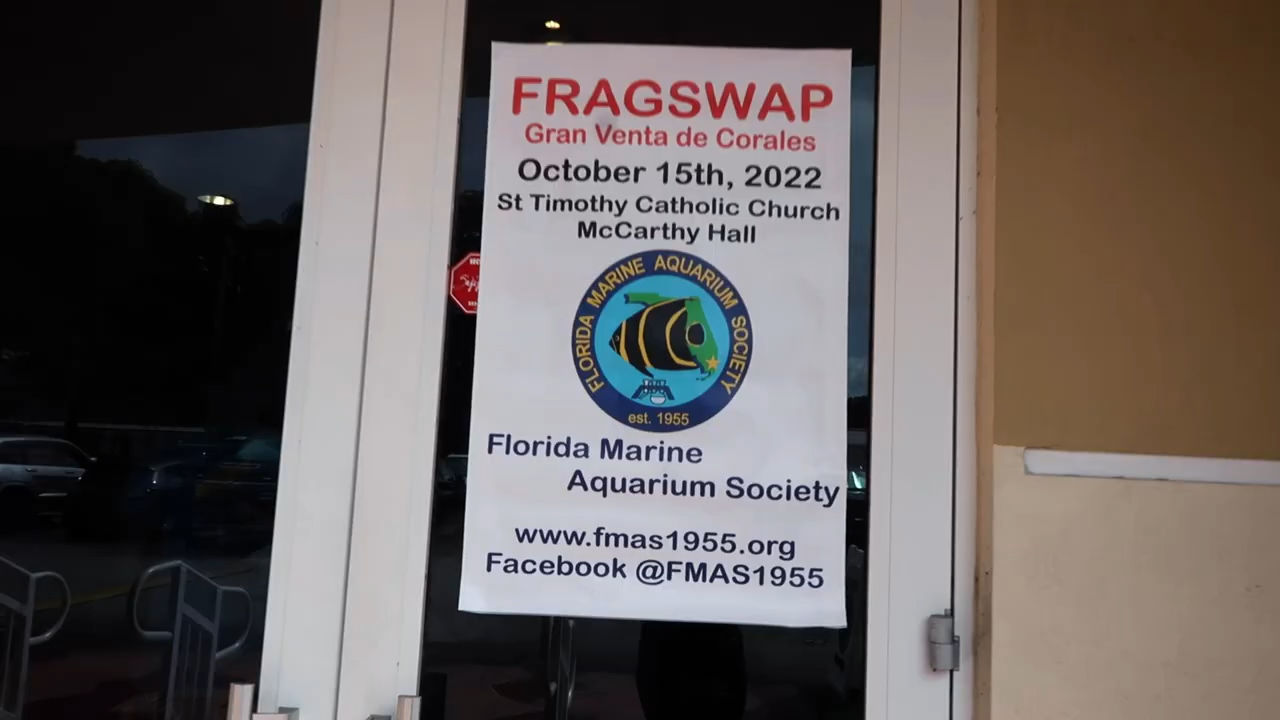 FRAGSWAP
Gran Venta de Corales
October 15th, 2022
St Timothy Catholic Church
McCarthy Hall
FLORIDA MARINE AQUARIUM SOCIETY
est. 1955
Florida Marine
Aquarium Society
www.fmas1955.org
Facebook @FMAS1955